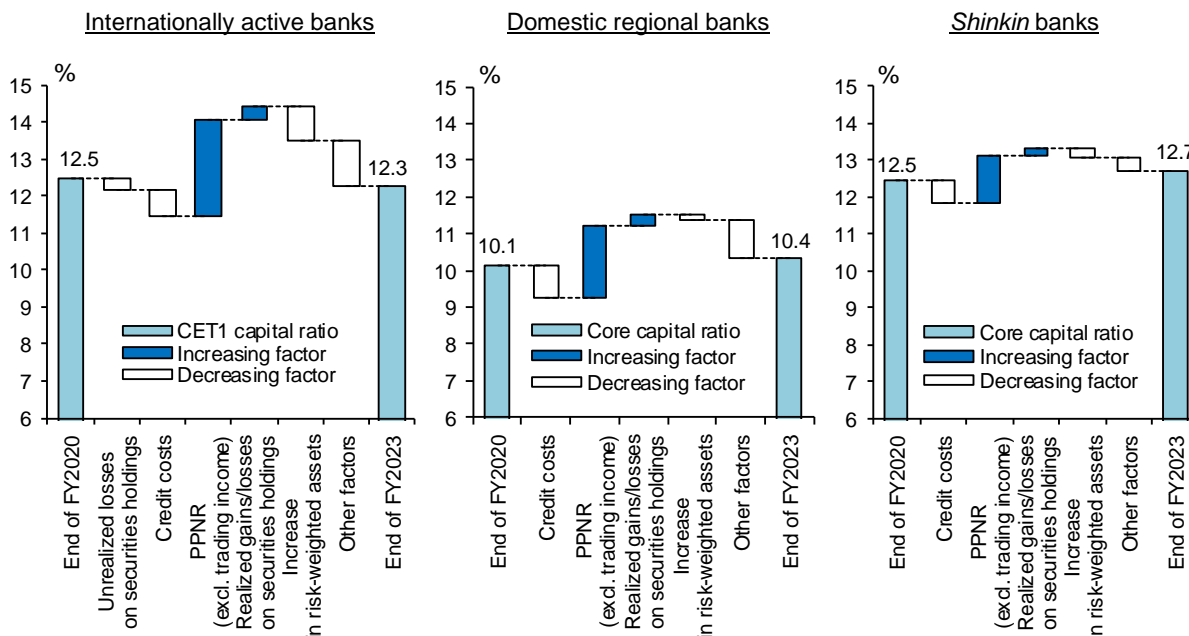 Internationally active banks
%
15
14
13
12
11
10
9
8
7
6
12.5
12.3
CET1 capital ratio
Increasing factor
Decreasing factor
End of FY2020
Unrealized losses
on securities holdings
Credit costs
PPNR
(excl. trading income)
Realized gains/losses
on securities holdings
Increase
in risk-weighted assets
Other factors
End of FY2023
Domestic regional banks
%
15
14
13
12
11
10
9
8
7
6
10.1
10.4
Core capital ratio
Increasing factor
Decreasing factor
End of FY2020
Credit costs
PPNR
(excl. trading income)
Realized gains/losses
on securities holdings
Increase
in risk-weighted assets
Other factors
End of FY2023
Shinkin banks
%
15
14
13
12
11
10
9
8
7
6
12.5
12.7
Core capital ratio
Increasing factor
Decreasing factor
End of FY2020
Credit costs
PPNR
(excl. trading income)
Realized gains/losses
on securities holdings
Increase
in risk-weighted assets
Other factors
End of FY2023